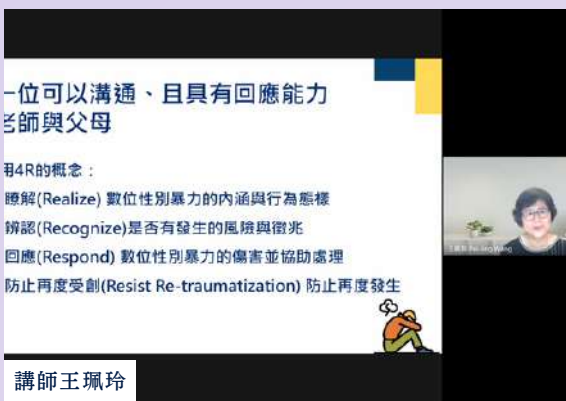 一位可以溝通、且具有回應能力
老師與父母
用4R的概念：
瞭解(Realize) 數位性別暴力的內涵與行為態樣
辨認(Recognize)是否有發生的風險與徵兆
回應(Respond) 數位性別暴力的傷害並協助處理
防止再度受創(Resist Re-traumatization) 防止再度發生
講師王珮玲